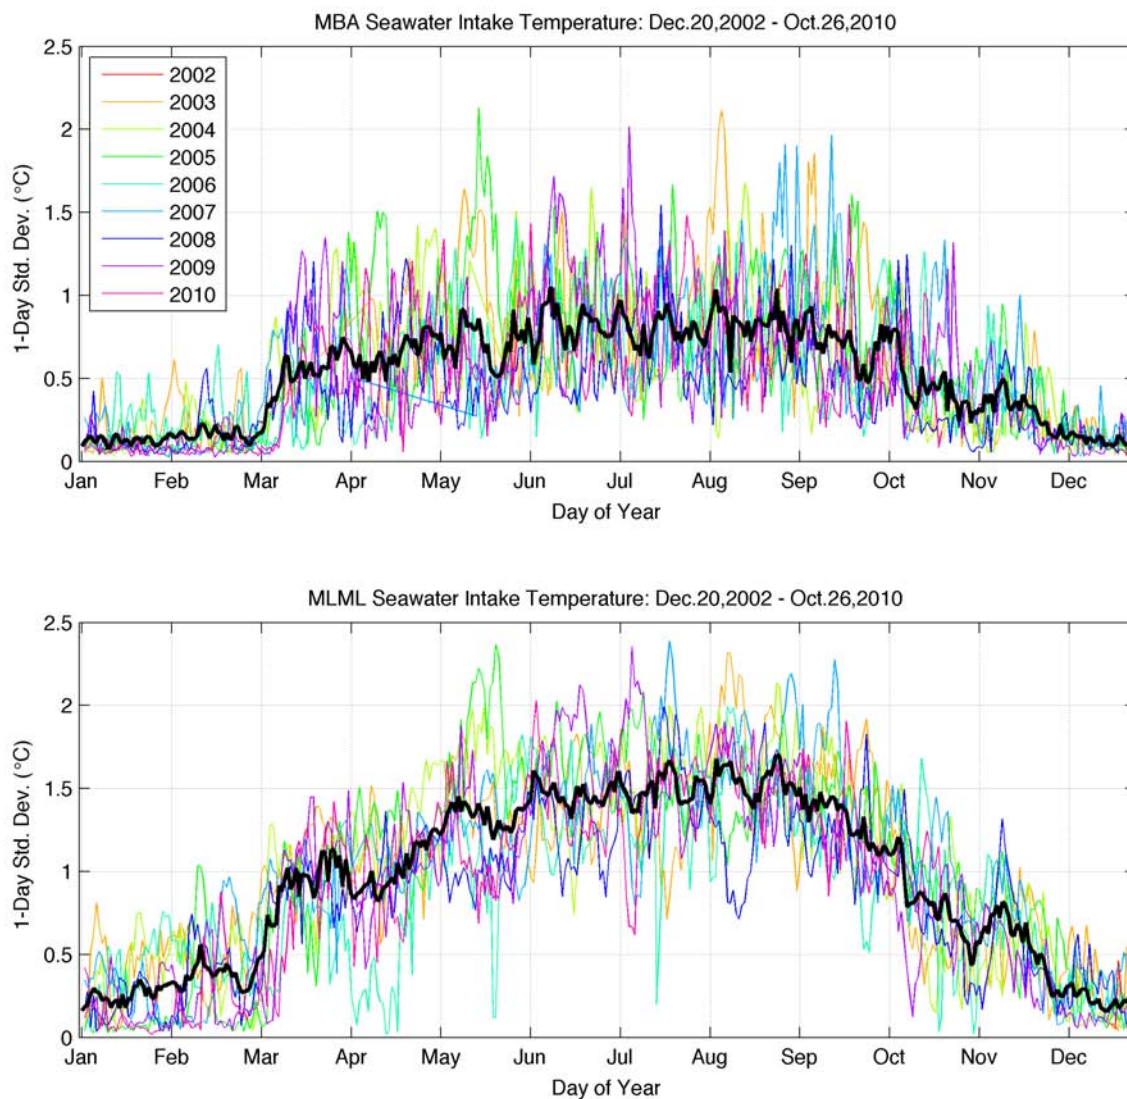 MBA Seawater Intake Temperature: Dec.20,2002 - Oct.26,2010
2.5
2
1.5
1
0.5
0
1-Day Std. Dev. (°C)
2002
2003
2004
2005
2006
2007
2008
2009
2010
Jan Feb Mar Apr May Jun Jul Aug Sep Oct Nov Dec
Day of Year
MLML Seawater Intake Temperature: Dec.20,2002 - Oct.26,2010
2.5
2
1.5
1
0.5
0
1-Day Std. Dev. (°C)
Jan Feb Mar Apr May Jun Jul Aug Sep Oct Nov Dec
Day of Year